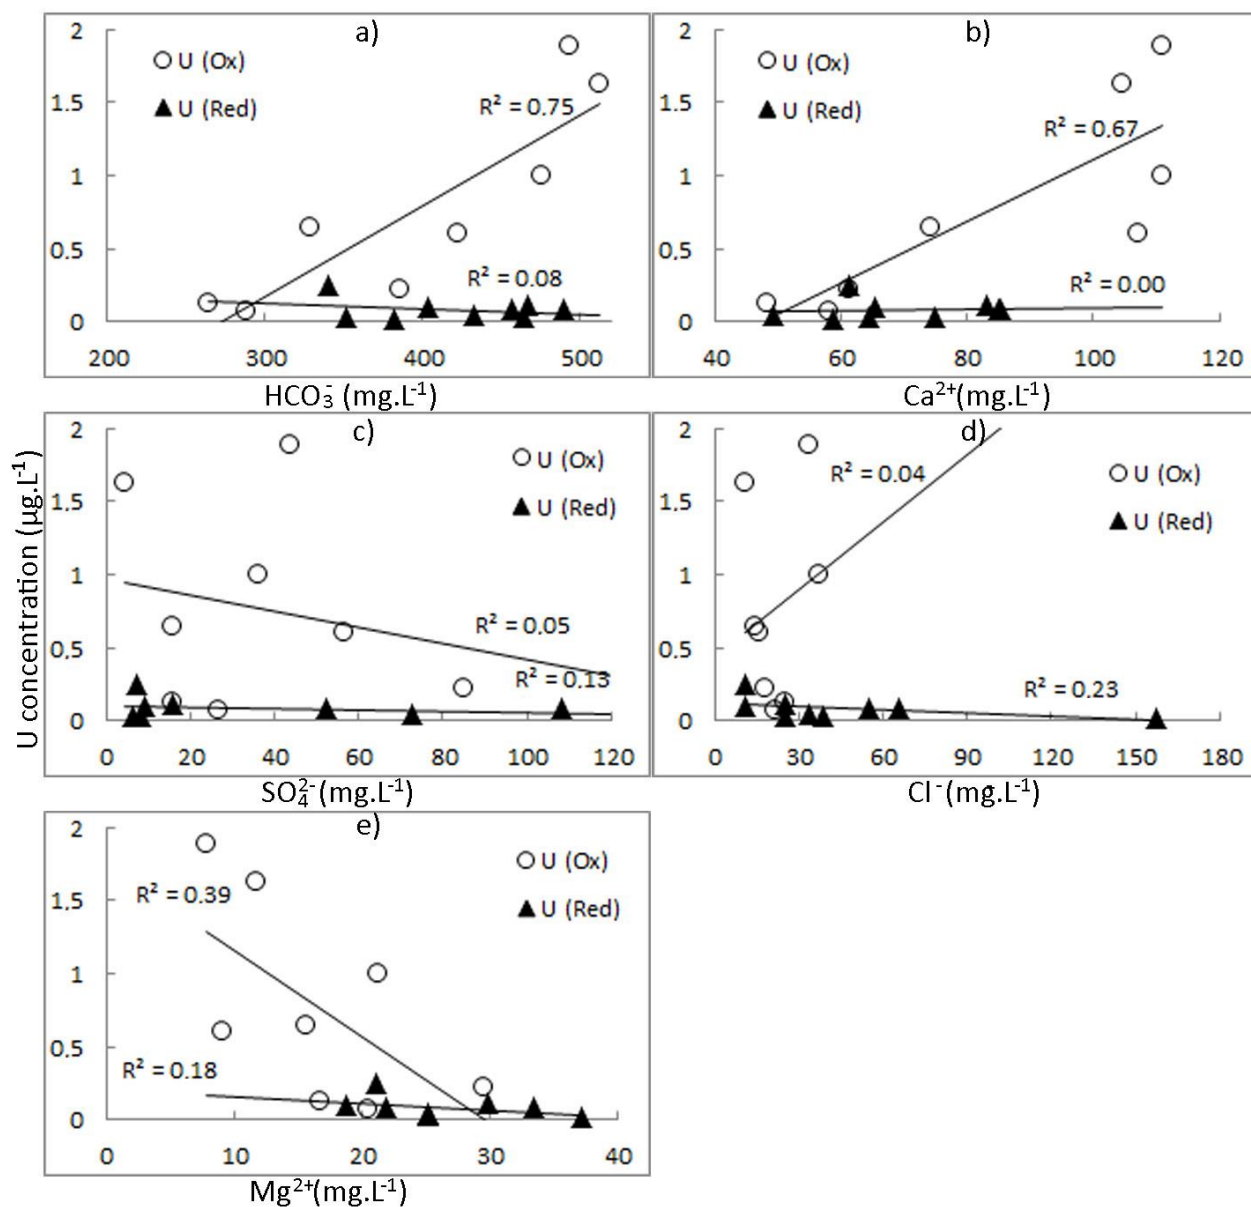 a)
2
1.5
1
0.5
0
U (Ox)
U (Red)
R² = 0.75
R² = 0.08
200 300 400 500
HCO₃⁻ (mg.L⁻¹)
b)
2
1.5
1
0.5
0
U (Ox)
U (Red)
R² = 0.67
R² = 0.00
40 60 80 100 120
Ca²⁺(mg.L⁻¹)
U concentration (µg.L⁻¹)
c)
2
1.5
1
0.5
0
U (Ox)
U (Red)
R² = 0.05
R² = 0.13
0 20 40 60 80 100 120
SO₄²⁻(mg.L⁻¹)
d)
2
1.5
1
0.5
0
R² = 0.04
U (Ox)
U (Red)
R² = 0.23
0 30 60 90 120 150 180
Cl⁻(mg.L⁻¹)
e)
2
1.5
1
0.5
0
U (Ox)
U (Red)
R² = 0.39
R² = 0.18
0 10 20 30 40
Mg²⁺(mg.L⁻¹)